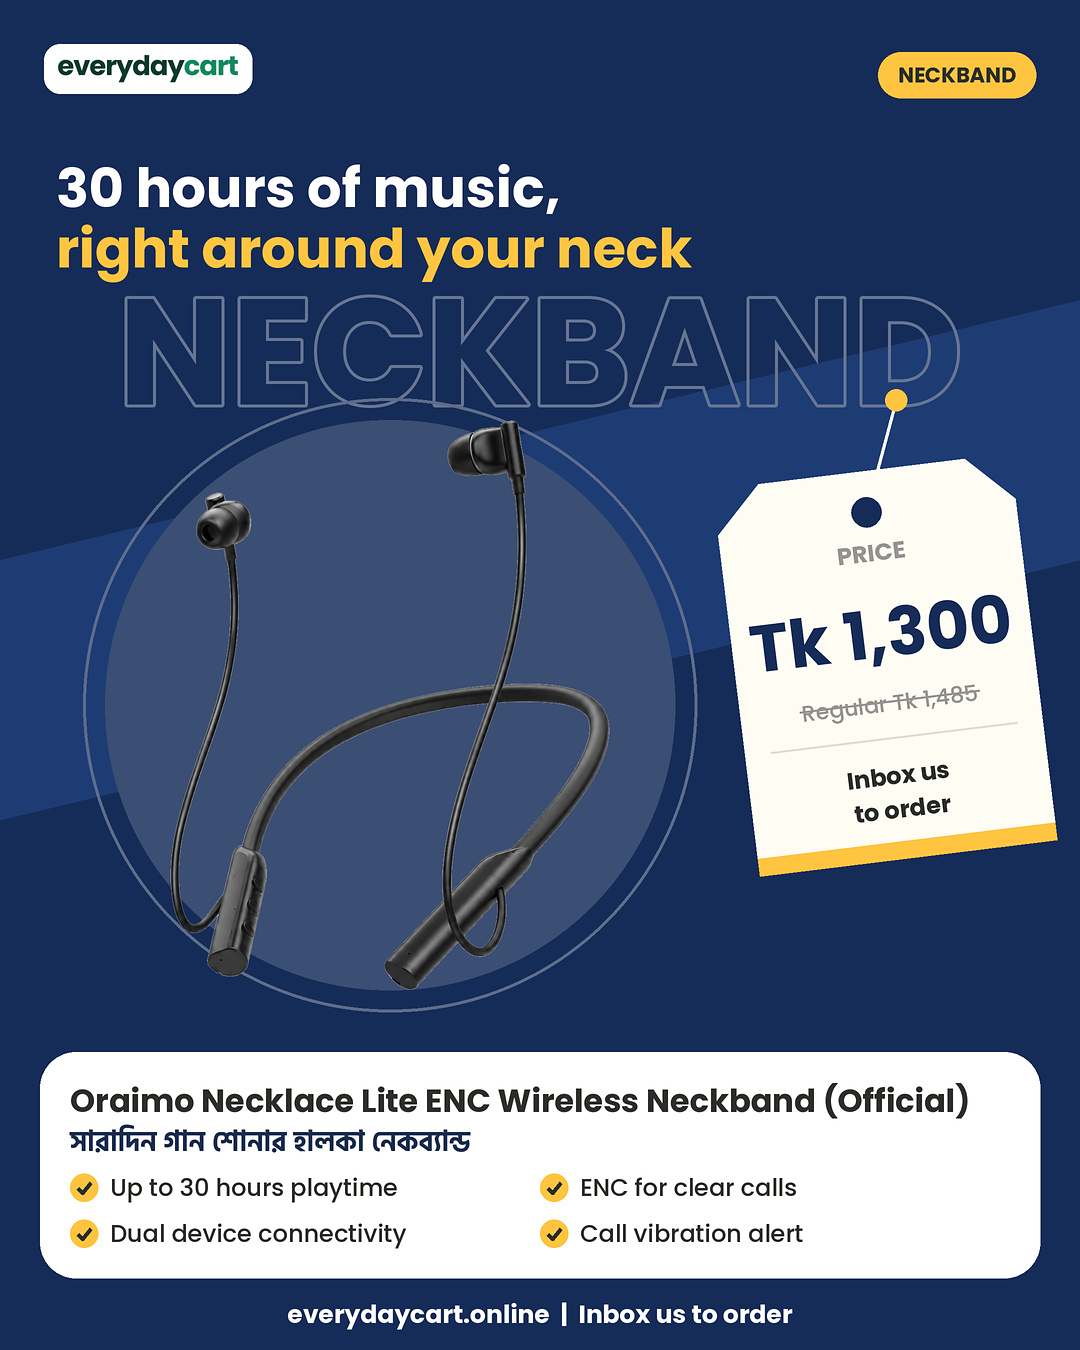 everydaycart
NECKBAND
30 hours of music,
right around your neck
NECKBAND
PRICE
Tk 1,300
Regular Tk 1,485
Inbox us
to order
Oraimo Necklace Lite ENC Wireless Neckband (Official)
সারাদিন গান শোনার হালকা নেকব্যান্ড
Up to 30 hours playtime
ENC for clear calls
Dual device connectivity
Call vibration alert
everydaycart.online | Inbox us to order